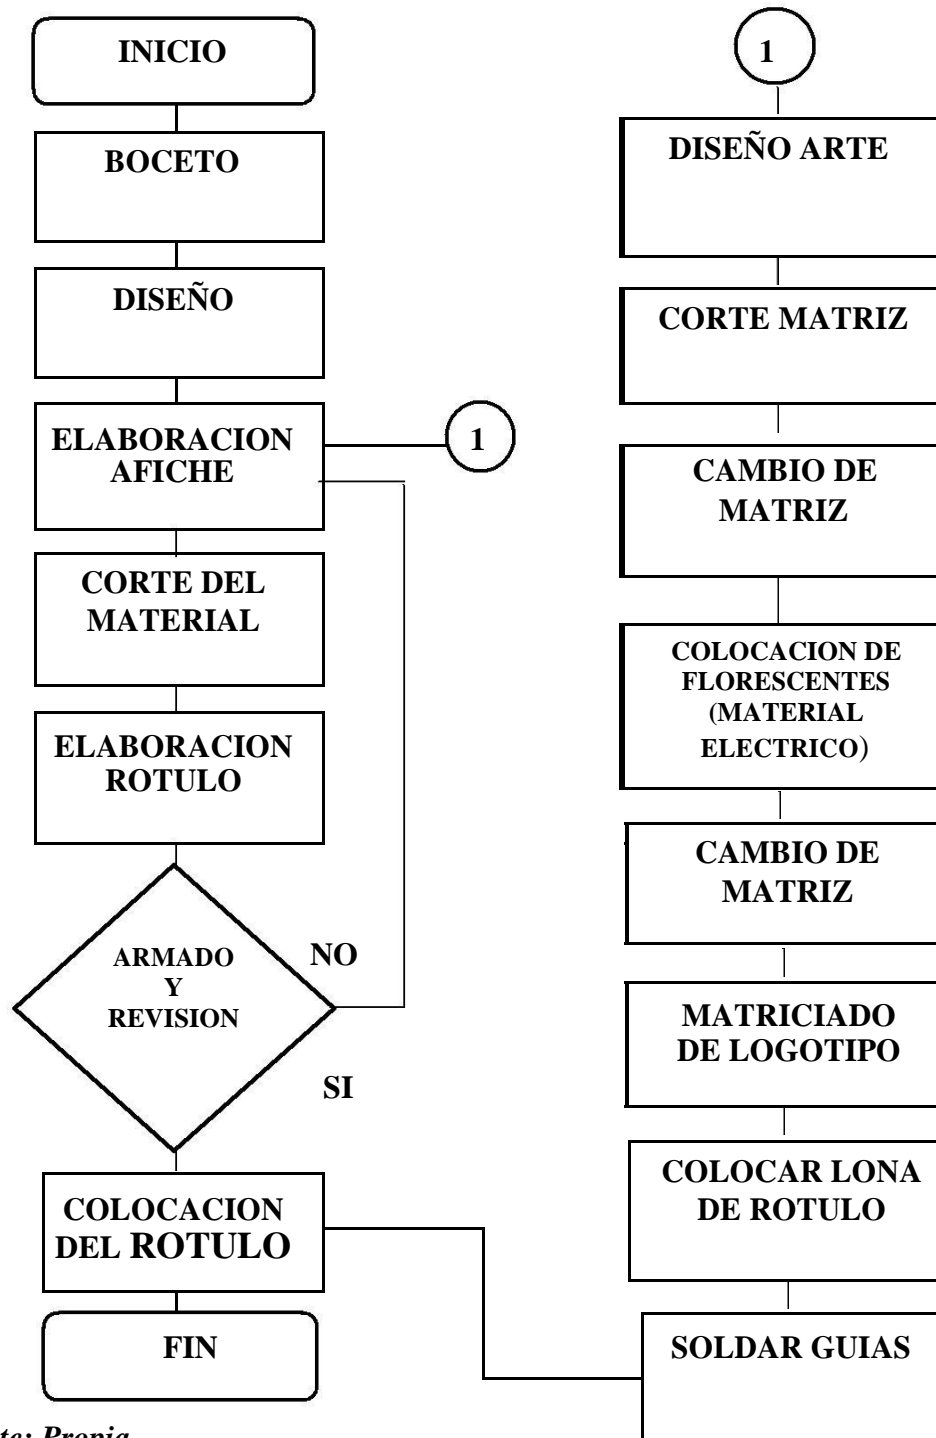 INICIO
BOCETO
DISEÑO
ELABORACION
AFICHE
1
CORTE DEL
MATERIAL
ELABORACION
ROTULO
ARMADO
Y
REVISION
NO
SI
COLOCACION
DEL ROTULO
FIN
1
DISEÑO ARTE
CORTE MATRIZ
CAMBIO DE
MATRIZ
COLOCACION DE
FLORESCENTES
(MATERIAL
ELECTRICO)
CAMBIO DE
MATRIZ
MATRICIADO
DE LOGOTIPO
COLOCAR LONA
DE ROTULO
SOLDAR GUIAS
te: Propia